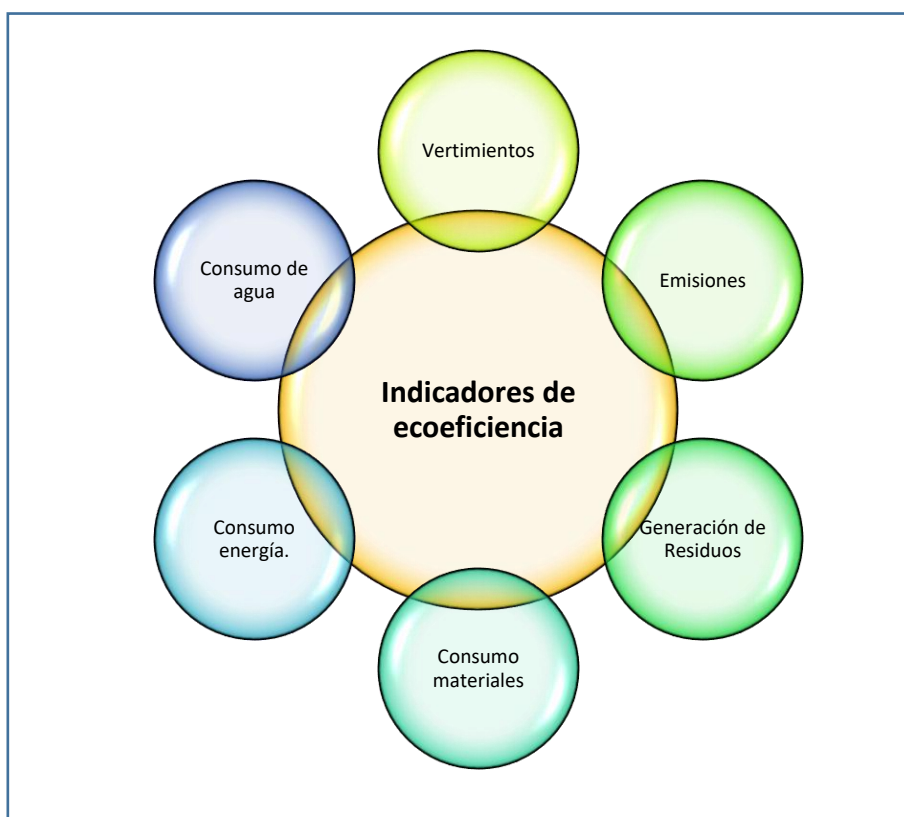 Vertimientos
Consumo de
agua
Emisiones
Indicadores de
ecoeficiencia
Consumo
energía.
Generación de
Residuos
Consumo
materiales